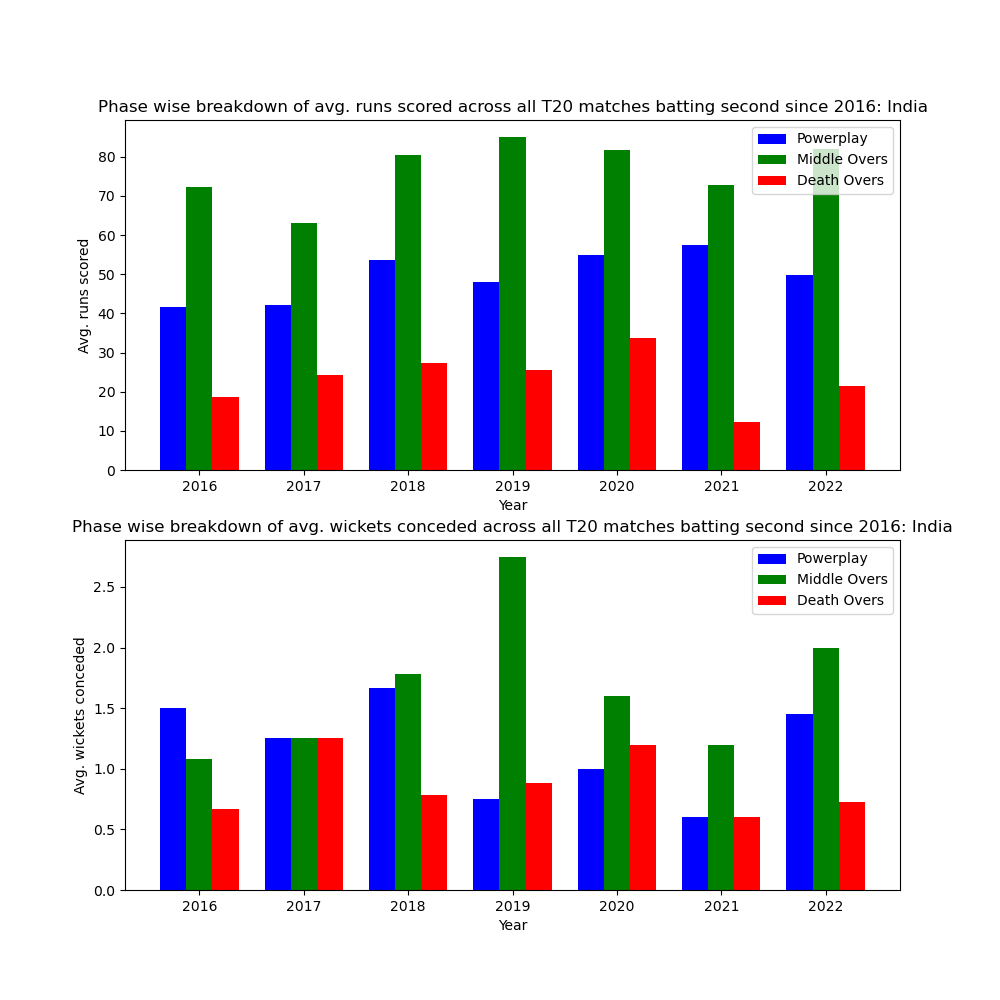 Phase wise breakdown of avg. runs scored across all T20 matches batting second since 2016: India
Powerplay
Middle Overs
Death Overs
Avg. runs scored
80
70
60
50
40
30
20
10
0
2016 2017 2018 2019 2020 2021 2022
Year
Phase wise breakdown of avg. wickets conceded across all T20 matches batting second since 2016: India
Powerplay
Middle Overs
Death Overs
Avg. wickets conceded
2.5
2.0
1.5
1.0
0.5
0.0
2016 2017 2018 2019 2020 2021 2022
Year